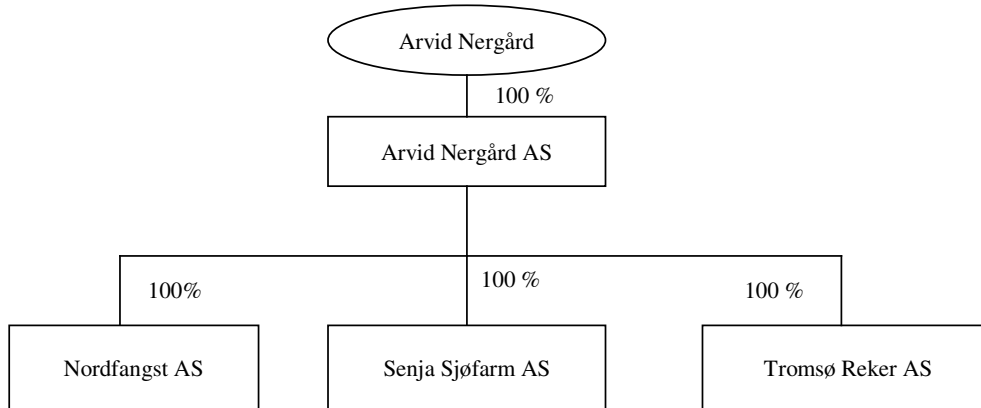 Arvid Nergård
100 %
Arvid Nergård AS
100%
100 %
100 %
Nordfangst AS
Senja Sjøfarm AS
Tromsø Reker AS